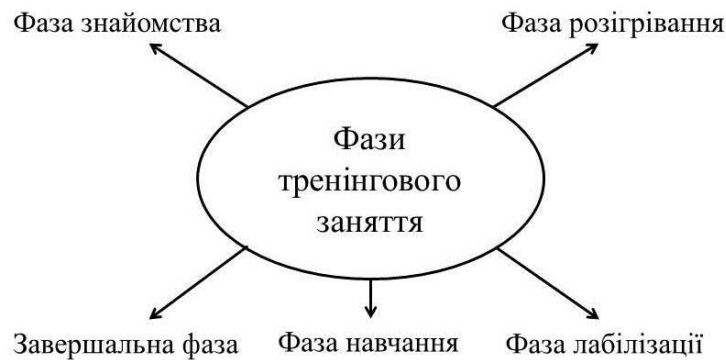 Фаза знайомства
Фаза розігрівання
Фази
тренінгового
заняття
Завершальна фаза
Фаза навчання
Фаза лабілізації